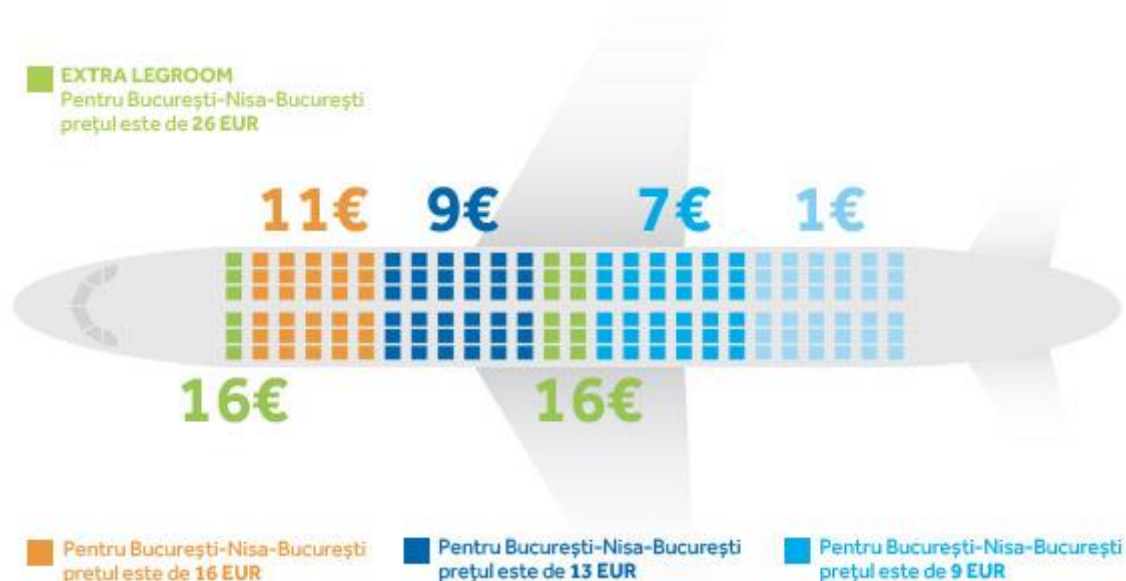 EXTRA LEGROOM
Pentru București-Nisa-București
prețul este de 26 EUR
11€
9€
7€
1€
16€
16€
Pentru București-Nisa-București
prețul este de 16 EUR
Pentru București-Nisa-București
prețul este de 13 EUR
Pentru București-Nisa-București
prețul este de 9 EUR